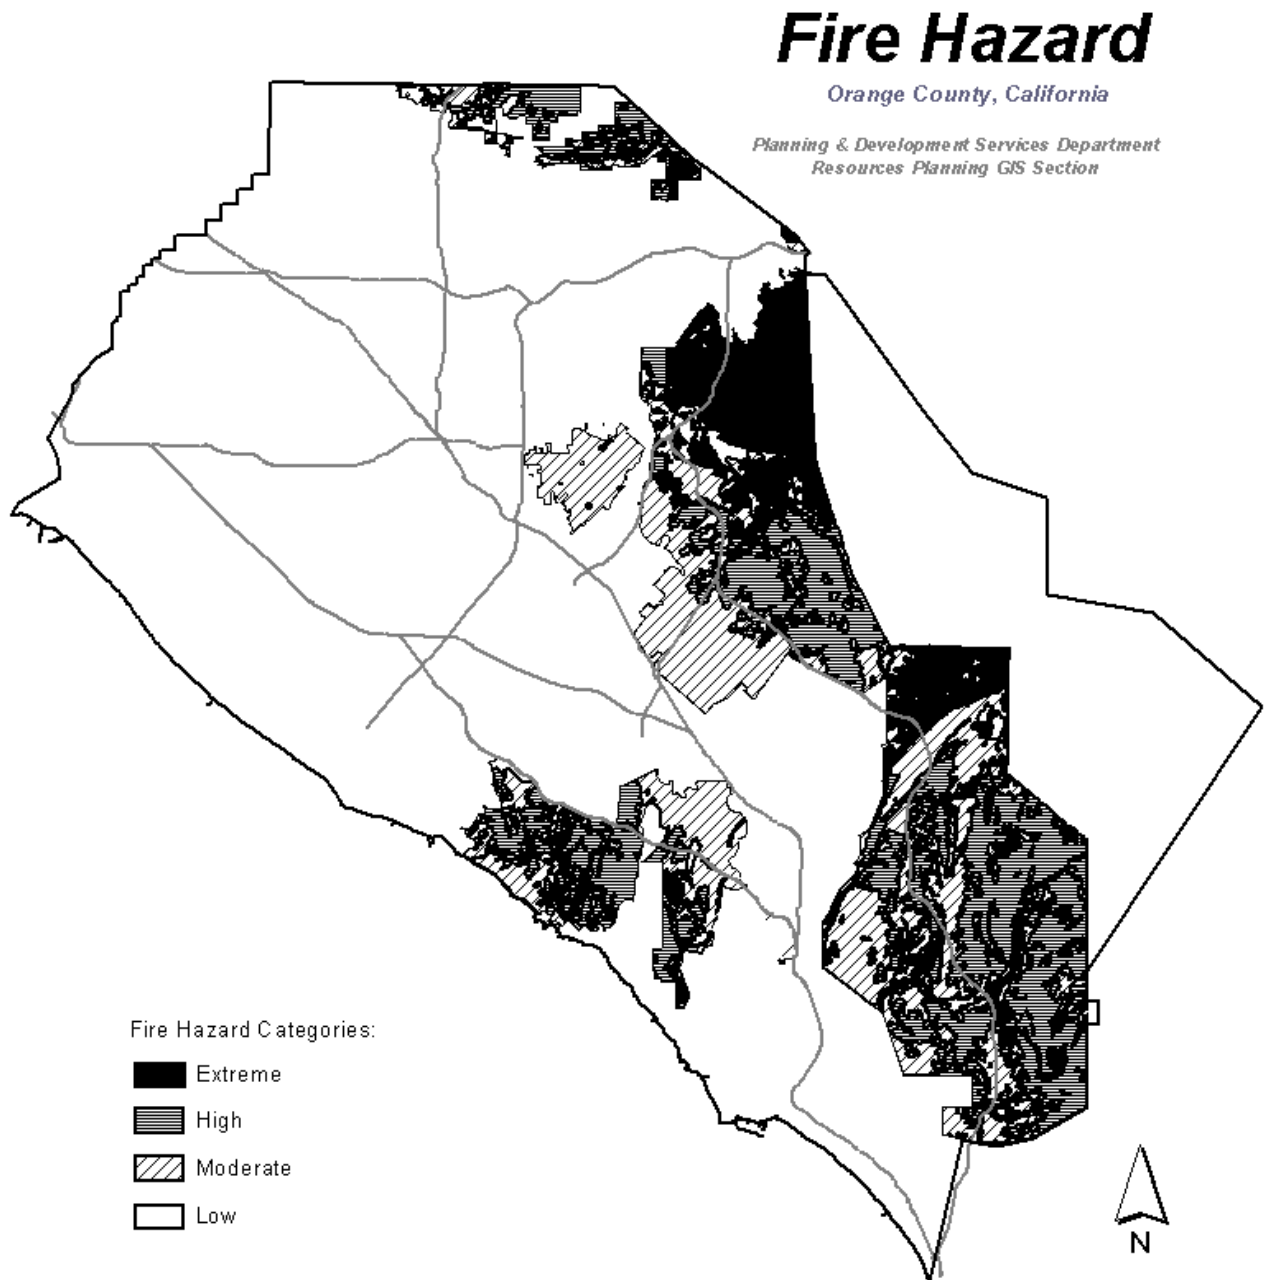 Fire Hazard
Orange County, California
Planning & Development Services Department
Resources Planning GIS Section
Fire Hazard Categories:
Extreme
High
Moderate
Low
N